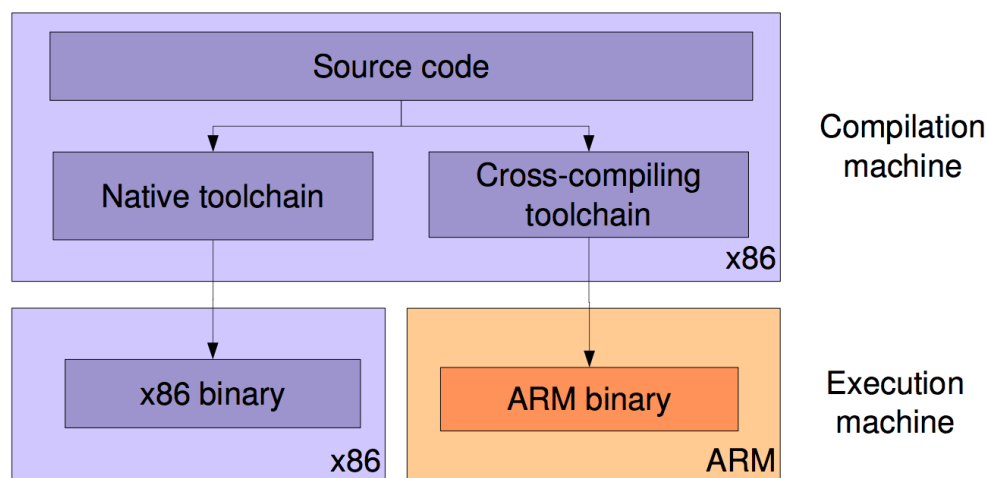 Source code
Compilation
machine
Native toolchain
Cross-compiling
toolchain
x86
x86 binary
ARM binary
Execution
machine
x86
ARM